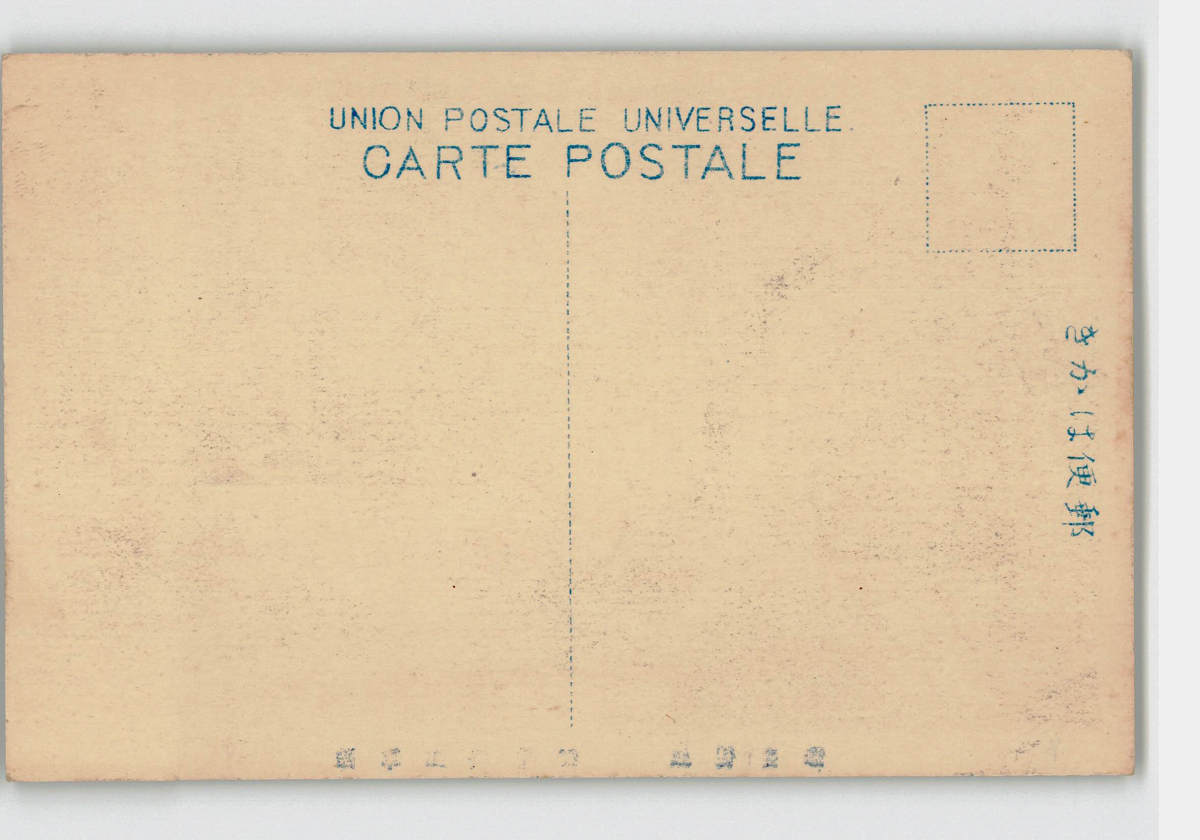 UNION POSTALE UNIVERSELLE.
CARTE POSTALE
郵便はかき